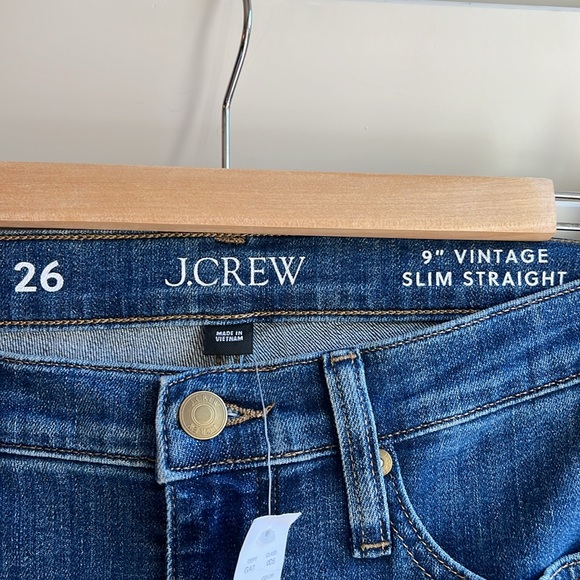 26
J.CREW
9" VINTAGE
SLIM STRAIGHT
MADE IN
VIETNAM